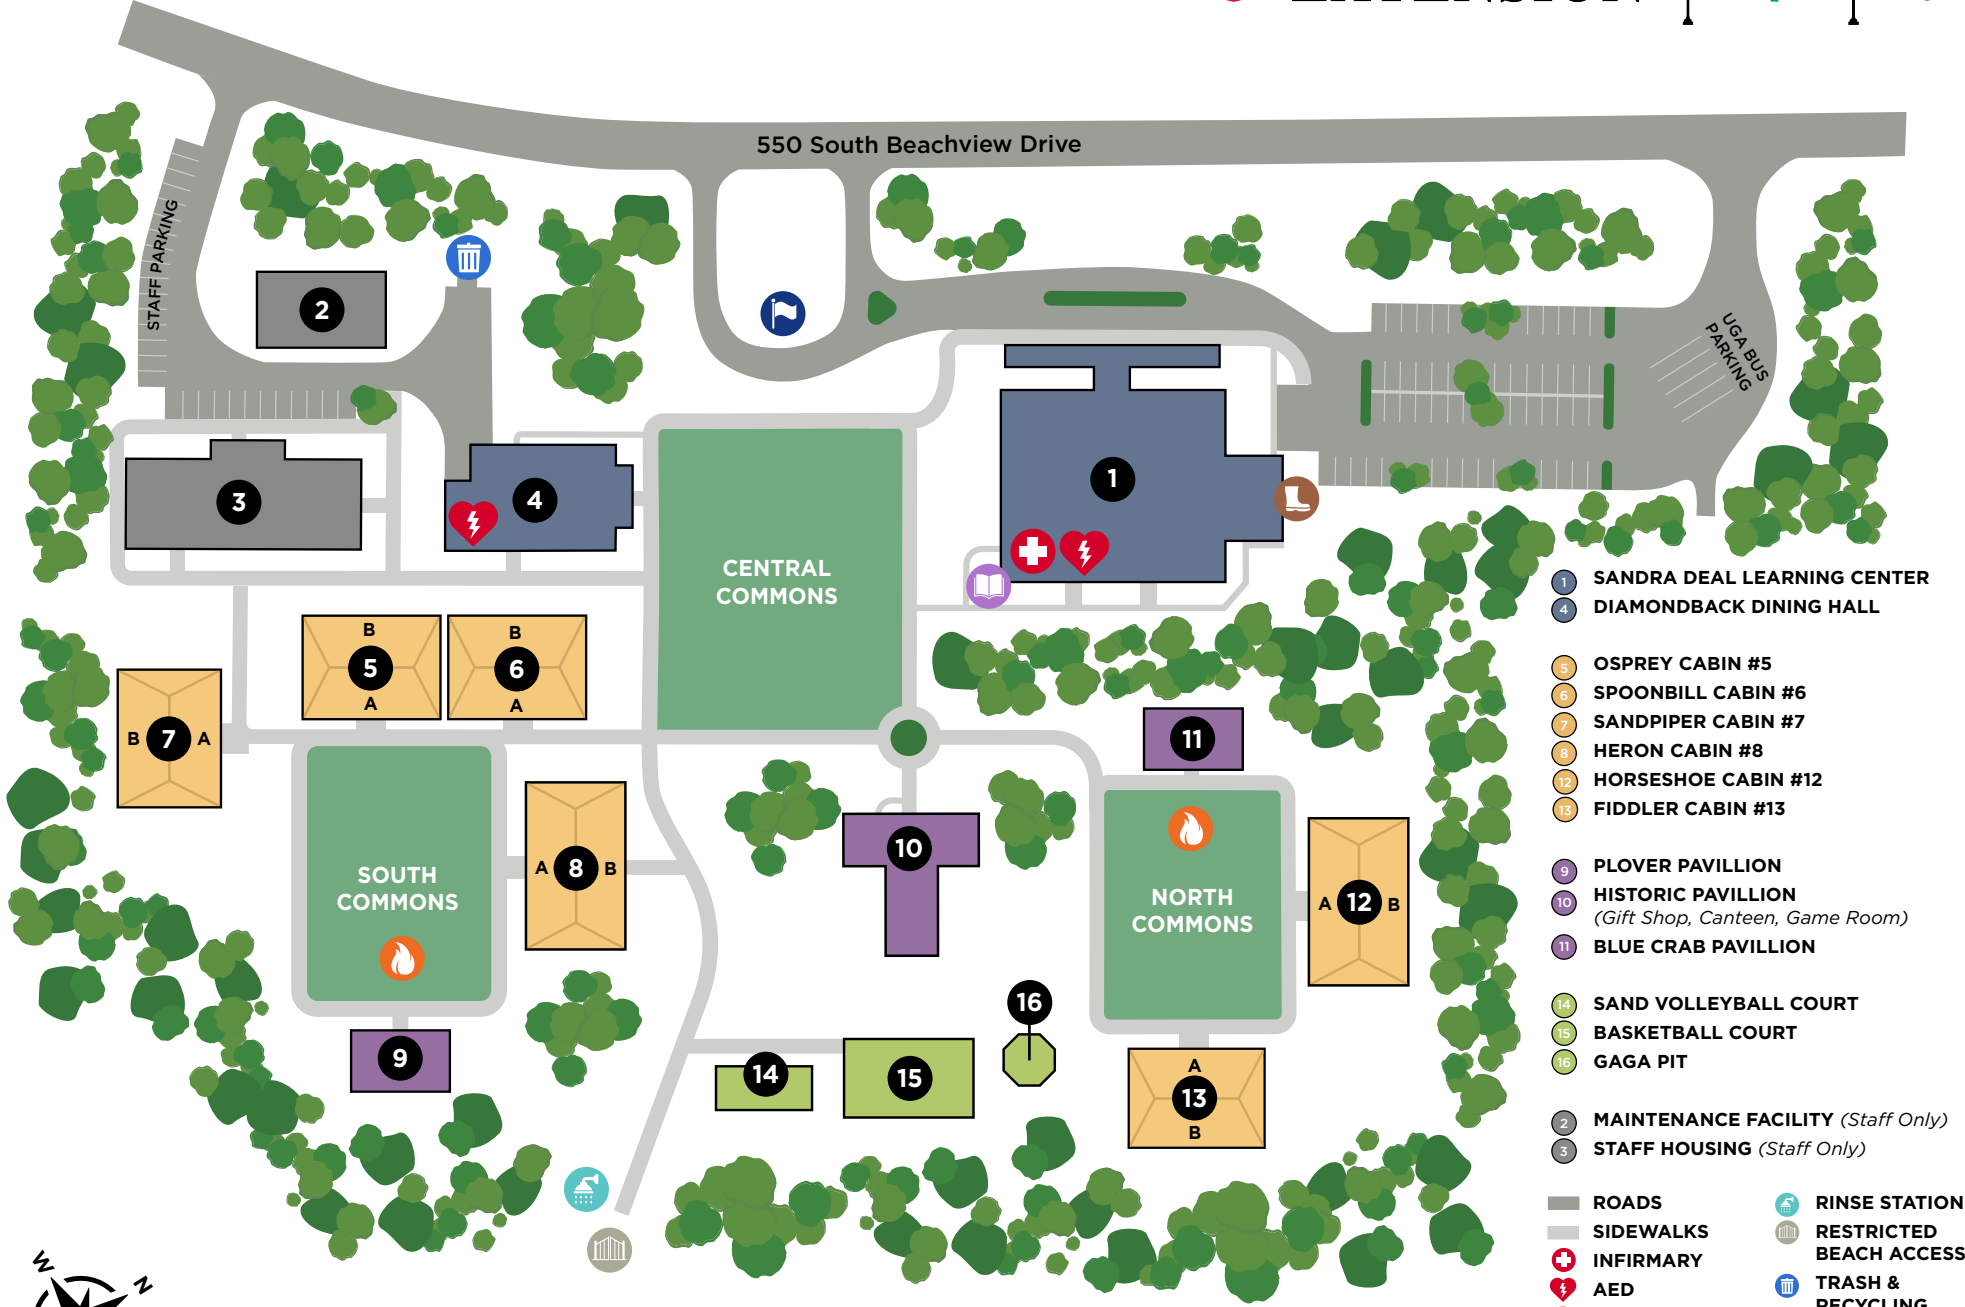 550 South Beachview Drive
STAFF PARKING
UGA BUS
PARKING
2
3
4
1
CENTRAL
COMMONS
B
5
A
B
6
A
B 7 A
A 8 B
SOUTH
COMMONS
9
10
11
NORTH
COMMONS
A 12 B
A
13
B
14
15
16
W
N
1 SANDRA DEAL LEARNING CENTER
4 DIAMONDBACK DINING HALL
5 OSPREY CABIN #5
6 SPOONBILL CABIN #6
7 SANDPIPER CABIN #7
8 HERON CABIN #8
12 HORSESHOE CABIN #12
13 FIDDLER CABIN #13
9 PLOVER PAVILLION
10 HISTORIC PAVILLION
(Gift Shop, Canteen, Game Room)
11 BLUE CRAB PAVILLION
14 SAND VOLLEYBALL COURT
15 BASKETBALL COURT
16 GAGA PIT
2 MAINTENANCE FACILITY (Staff Only)
3 STAFF HOUSING (Staff Only)
ROADS
SIDEWALKS
INFIRMARY
AED
RINSE STATION
RESTRICTED
BEACH ACCESS
TRASH &
RECYCLING